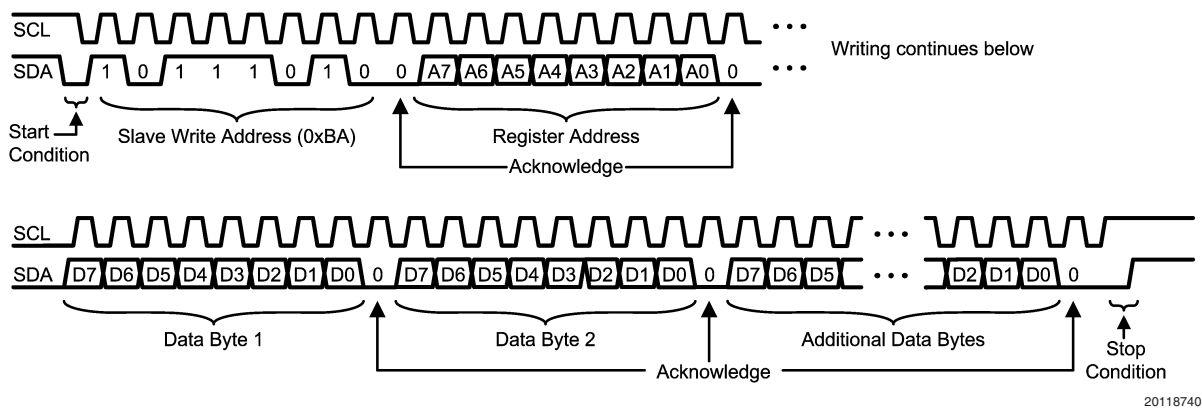 SCL
Writing continues below
SDA 1 0 1 1 1 0 1 0 0 A7 A6 A5 A4 A3 A2 A1 A0 0
Start
Condition
Slave Write Address (0xBA)
Register Address
Acknowledge
SCL
SDA D7 D6 D5 D4 D3 D2 D1 D0 0 D7 D6 D5 D4 D3 D2 D1 D0 0 D7 D6 D5 D2 D1 D0 0
Data Byte 1
Data Byte 2
Additional Data Bytes
Stop
Condition
Acknowledge
20118740